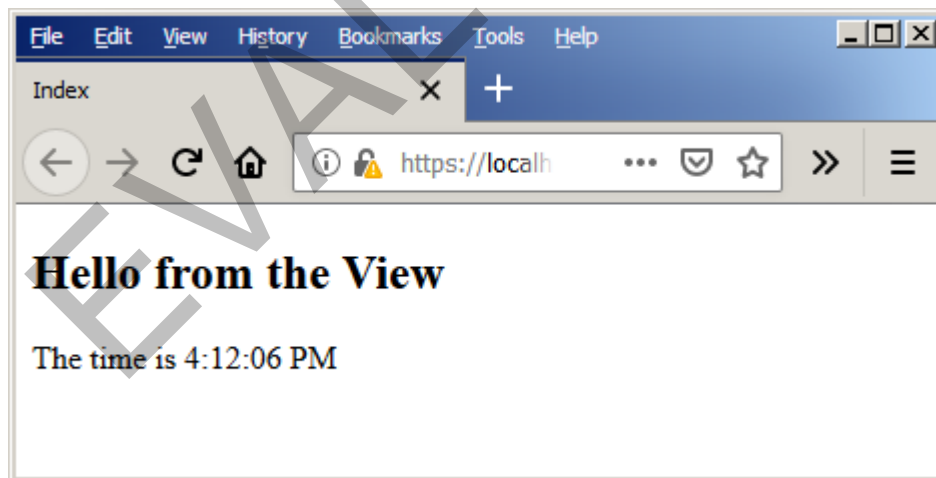 File Edit View History Bookmarks Tools Help
Index
https://localh
Hello from the View
The time is 4:12:06 PM
EVAL